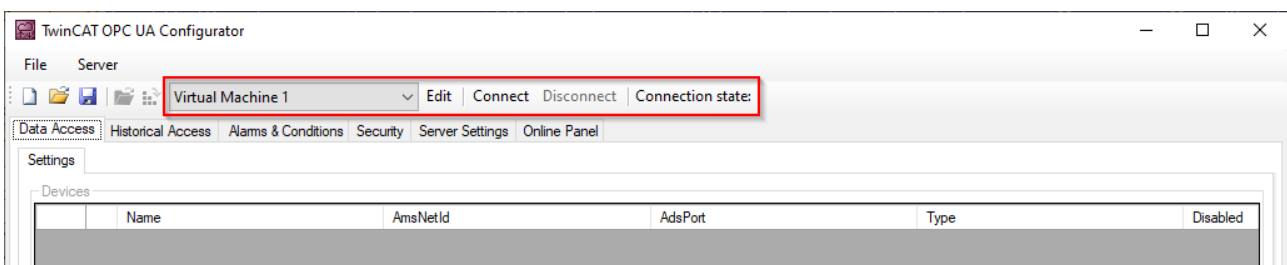 TwinCAT OPC UA Configurator
File Server
Virtual Machine 1 Edit Connect Disconnect Connection state:
Data Access Historical Access Alarms & Conditions Security Server Settings Online Panel
Settings
Devices
Name AmsNetId AdsPort Type Disabled